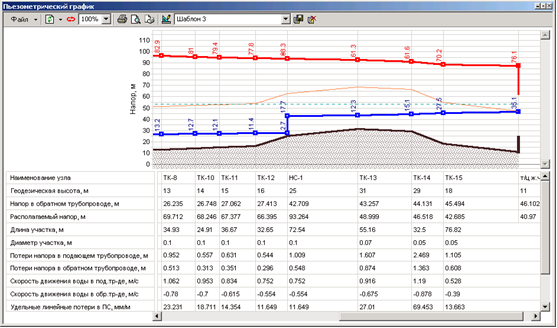 Пьезометрический график
Файл 100% Шаблон 3
Напор, м
110
100
90
80
70
60
50
40
30
20
10
0
82.9 81 79.4 77.8 61.3 61.6 70.2 76.1
13.2 12.7 12.1 11.4 2.7 17.7 12.3 15.1 27.5 35.1
Наименование узла ТК-8 ТК-10 ТК-11 ТК-12 НС-1 ТК-13 ТК-14 ТК-15 т/ц ж.ч
Геодезическая высота, м 13 14 15 16 25 31 29 18 11
Напор в обратном трубопроводе, м 26.235 26.748 27.062 27.413 42.709 43.257 44.131 45.494 46.102
Располагаемый напор, м 69.712 68.246 67.377 66.395 93.264 48.999 46.518 42.685 40.97
Длина участка, м 34.93 24.91 36.67 32.65 72.54 55.16 32.5 76.82
Диаметр участка, м 0.1 0.1 0.1 0.1 0.1 0.07 0.05 0.05
Потери напора в подающем трубопроводе, м 0.952 0.557 0.631 0.544 1.009 1.607 2.469 1.105
Потери напора в обратном трубопроводе, м 0.513 0.313 0.351 0.296 0.548 0.874 1.363 0.608
Скорость движения воды в под.тр-де, м/с 1.062 0.953 0.834 0.752 0.752 0.916 1.19 0.528
Скорость движения воды в обр.тр-де, м/с -0.78 -0.7 -0.615 -0.554 -0.554 -0.675 -0.878 -0.39
Удельные линейные потери в ПС, мм/м 23.231 18.711 14.354 11.649 11.649 27.01 69.453 13.663